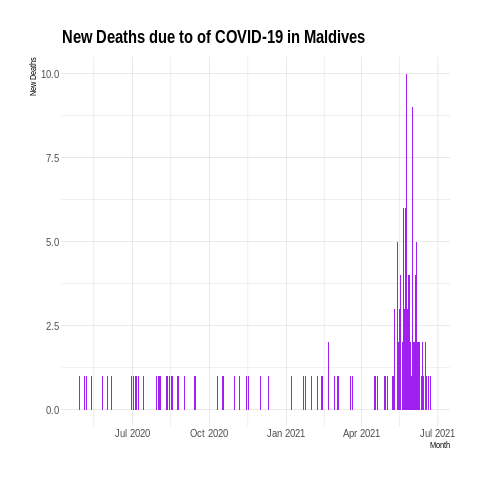 New Deaths due to of COVID-19 in Maldives
New Deaths
10.0
7.5
5.0
2.5
0.0
Jul 2020 Oct 2020 Jan 2021 Apr 2021 Jul 2021
Month